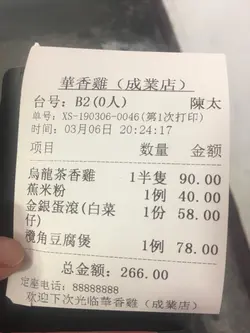 華香雞(成業店)
台号: B2(0人) 陳太
单号: XS-190306-0046(第1次打印)
时间: 03月06日 20:24:17
项目 数量 金额
烏龍茶香雞 1半隻 90.00
蕉米粉 1例 40.00
金銀蛋滾(白菜 1份 58.00
仔)
欖角豆腐煲 1例 78.00
总金额: 266.00
定座电话: 88888888
欢迎下次光临華香雞(成業店)